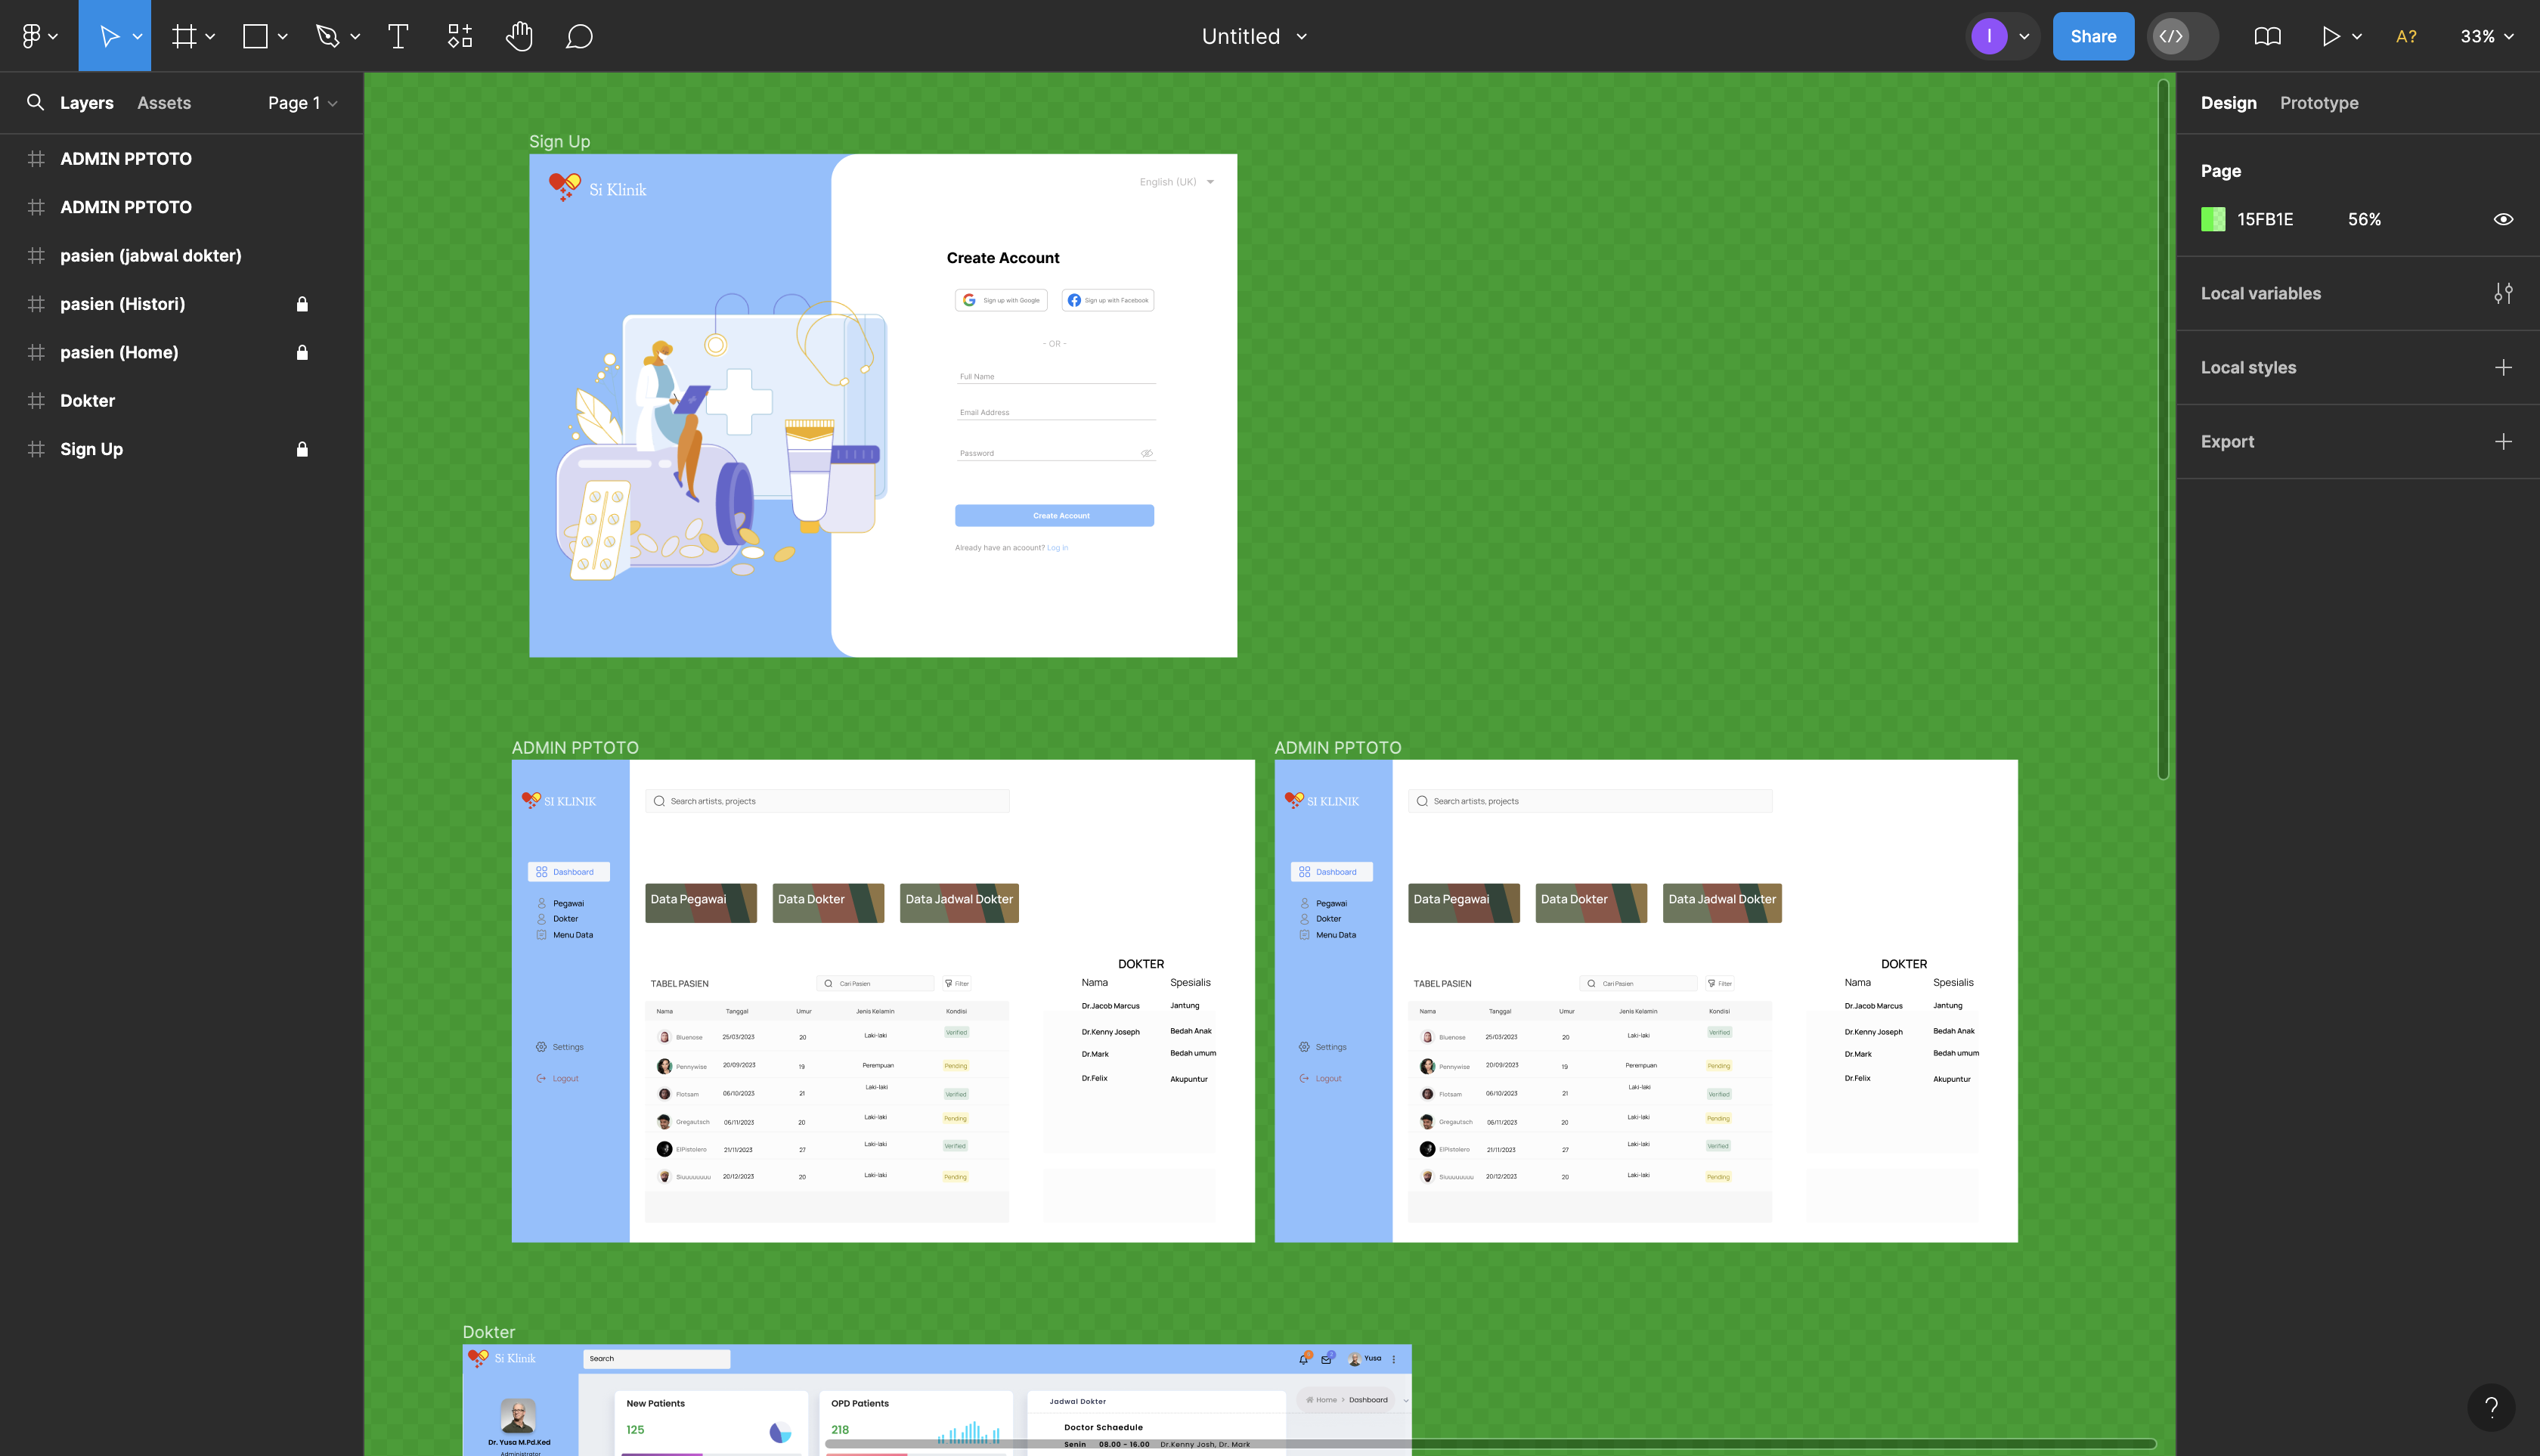 Untitled
I
Share
A?
33%
Layers
Assets
Page 1
ADMIN PPTOTO
ADMIN PPTOTO
pasien (jabwal dokter)
pasien (Histori)
pasien (Home)
Dokter
Sign Up
Design
Prototype
Page
15FB1E
56%
Local variables
Local styles
Export
?
Sign Up
Si Klinik
English (UK)
Create Account
Sign up with Google
Sign up with Facebook
- OR -
Full Name
Email Address
Password
Create Account
Already have an account? Log in
ADMIN PPTOTO
SI KLINIK
Search artists, projects
Dashboard
Pegawai
Dokter
Menu Data
Settings
Logout
Data Pegawai
Data Dokter
Data Jadwal Dokter
TABEL PASIEN
Cari Pasien
Filter
Nama Tanggal Umur Jenis Kelamin Kondisi
Bluenose 25/03/2023 20 Laki-laki Verified
Pennywise 20/09/2023 19 Perempuan Pending
Flotsam 06/10/2023 21 Laki-laki Verified
Gregautsch 06/11/2023 20 Laki-laki Pending
ElPistolero 21/11/2023 27 Laki-laki Verified
Siuuuuuuuu 20/12/2023 20 Laki-laki Pending
DOKTER
Nama Spesialis
Dr.Jacob Marcus Jantung
Dr.Kenny Joseph Bedah Anak
Dr.Mark Bedah umum
Dr.Felix Akupuntur
ADMIN PPTOTO
SI KLINIK
Search artists, projects
Dashboard
Pegawai
Dokter
Menu Data
Settings
Logout
Data Pegawai
Data Dokter
Data Jadwal Dokter
TABEL PASIEN
Cari Pasien
Filter
Nama Tanggal Umur Jenis Kelamin Kondisi
Bluenose 25/03/2023 20 Laki-laki Verified
Pennywise 20/09/2023 19 Perempuan Pending
Flotsam 06/10/2023 21 Laki-laki Verified
Gregautsch 06/11/2023 20 Laki-laki Pending
ElPistolero 21/11/2023 27 Laki-laki Verified
Siuuuuuuuu 20/12/2023 20 Laki-laki Pending
DOKTER
Nama Spesialis
Dr.Jacob Marcus Jantung
Dr.Kenny Joseph Bedah Anak
Dr.Mark Bedah umum
Dr.Felix Akupuntur
Dokter
Si Klinik
Search
Yusa
Dr. Yusa M.Pd.Ked
Administrator
New Patients
125
OPD Patients
218
Jadwal Dokter
Doctor Schaedule
Senin 08.00 - 16.00 Dr.Kenny Josh, Dr. Mark
Home > Dashboard